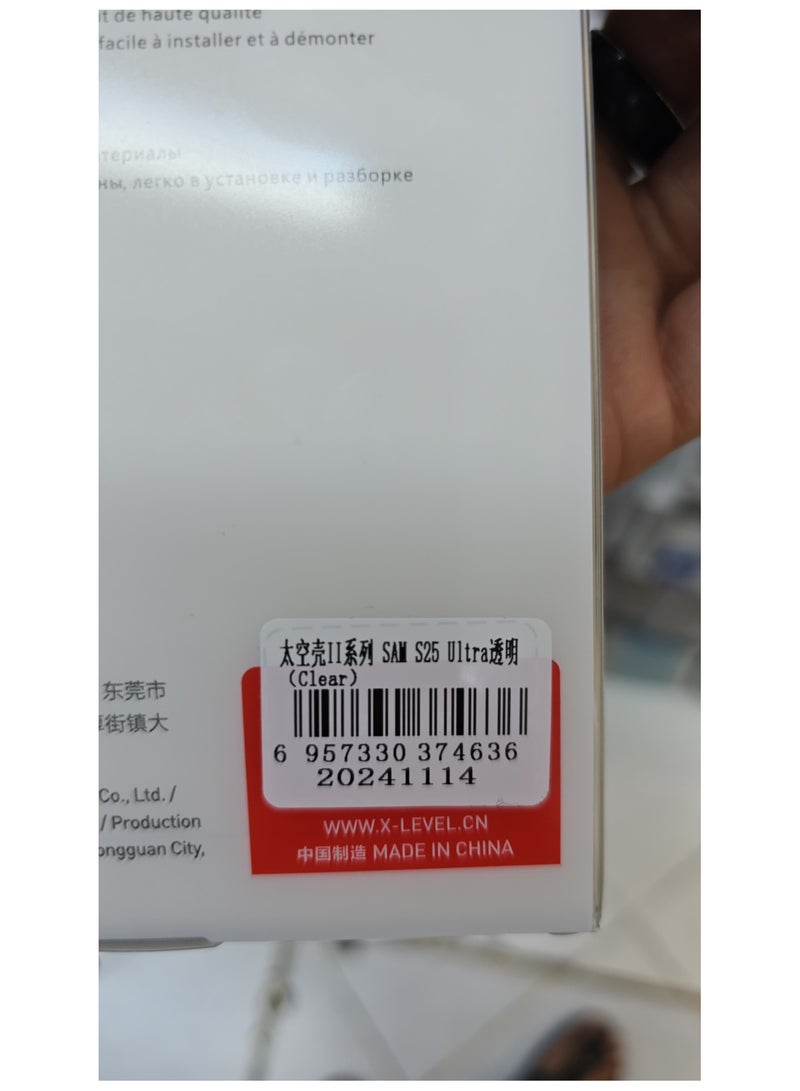 t de haute qualité
facile à installer et à démonter
териалы
ны, легко в установке и разборке
东莞市
街镇大
Co., Ltd. /
/ Production
ongguan City,
太空壳II系列 SAM S25 Ultra透明
(Clear)
6 957330 374636
20241114
WWW.X-LEVEL.CN
中国制造 MADE IN CHINA